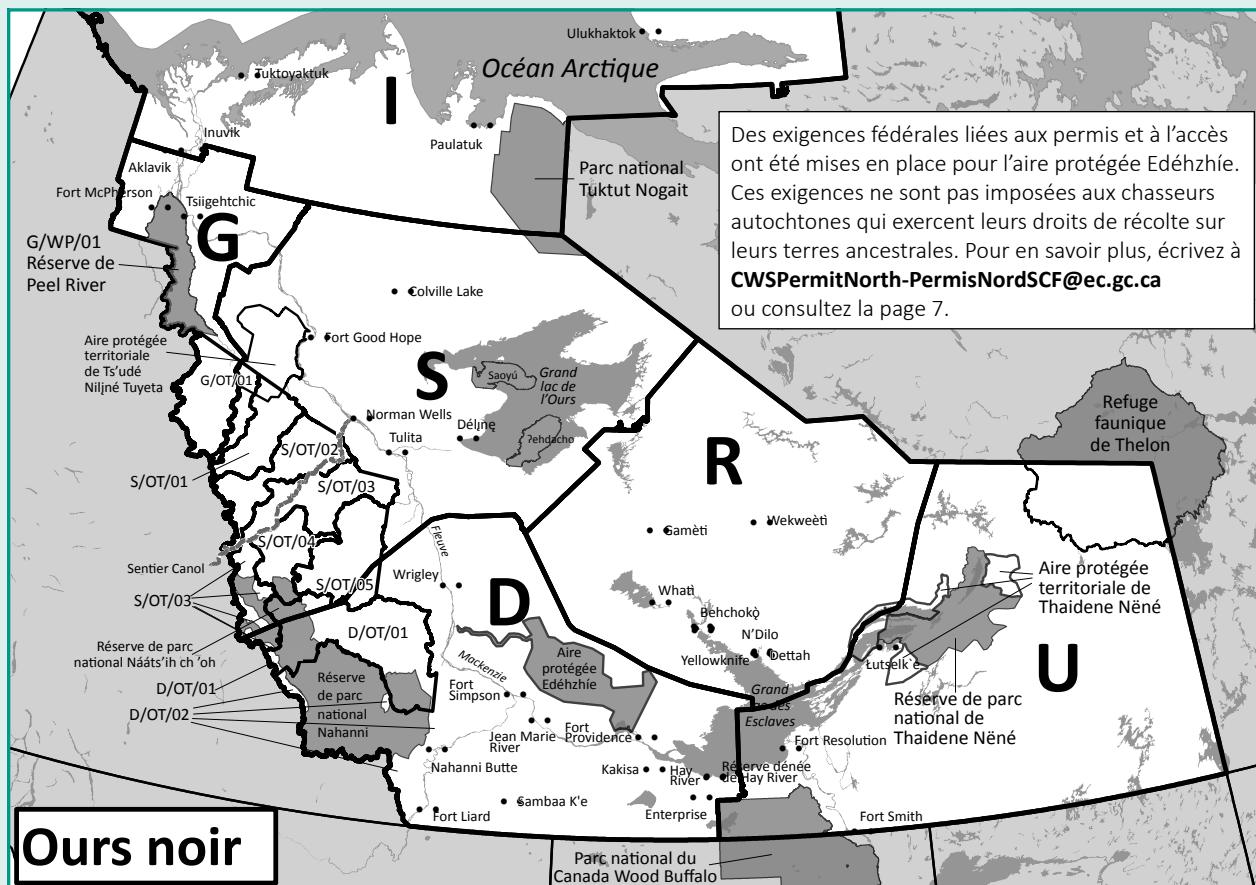 Ulukhaktok
Océan Arctique
Tuktoyaktuk
I
Inuvik
Paulatuk
Aklavik
Parc national
Tuktut Nogait
Fort McPherson
Tsiigehtchic
G
G/WP/01
Réserve de
Peel River
Des exigences fédérales liées aux permis et à l’accès
ont été mises en place pour l’aire protégée Edéhzhíe.
Ces exigences ne sont pas imposées aux chasseurs
autochtones qui exercent leurs droits de récolte sur
leurs terres ancestrales. Pour en savoir plus, écrivez à
CWSPermitNorth-PermisNordSCF@ec.gc.ca
ou consultez la page 7.
Colville Lake
Aire protégée
territoriale
de Ts’udé
Nilįné Tuyeta
Fort Good Hope
G/OT/01
S
Saoyú
Grand
lac de
l’Ours
Norman Wells
Délı̨nę
Ɂehdacho
Tulita
S/OT/02
S/OT/01
S/OT/03
R
Refuge
faunique
de Thelon
Gamètì
Wekweètì
S/OT/04
Sentier Canol
Fleuve
Wrigley
S/OT/05
S/OT/03
D
Whatì
Behchokǫ̀
Aire protégée
territoriale de
Thaidene Nëné
D/OT/01
Réserve de parc
national Nááts’ih ch ’oh
N’Dilo
Yellowknife
Dettah
Łutselk`e
U
Mackenzie
Aire
protégée
Edéhzhíe
D/OT/01
Réserve
de parc
national
Nahanni
Fort
Simpson
Grand
lac des
Esclaves
Réserve de parc
national de
Thaidene Nëné
D/OT/02
Jean Marie
River
Fort
Providence
Fort Resolution
Nahanni Butte
Kakisa
Hay
River
Réserve dénée
de Hay River
Sambaa K'e
Enterprise
Fort Liard
Fort Smith
Ours noir
Parc national du
Canada Wood Buffalo